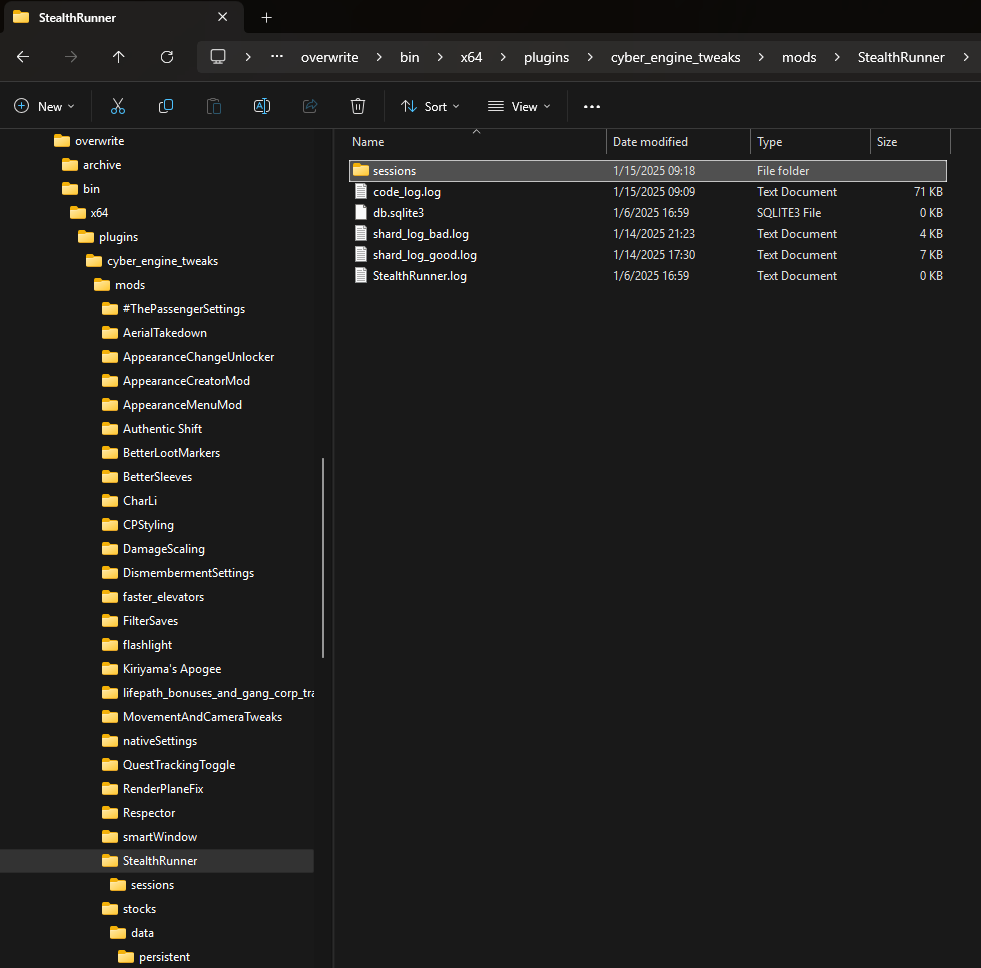 StealthRunner
overwrite > bin > x64 > plugins > cyber_engine_tweaks > mods > StealthRunner >
New
Sort
View
overwrite
archive
bin
x64
plugins
cyber_engine_tweaks
mods
#ThePassengerSettings
AerialTakedown
AppearanceChangeUnlocker
AppearanceCreatorMod
AppearanceMenuMod
Authentic Shift
BetterLootMarkers
BetterSleeves
CharLi
CPStyling
DamageScaling
DismembermentSettings
faster_elevators
FilterSaves
flashlight
Kiriyama's Apogee
lifepath_bonuses_and_gang_corp_tra
MovementAndCameraTweaks
nativeSettings
QuestTrackingToggle
RenderPlaneFix
Respector
smartWindow
StealthRunner
sessions
stocks
data
persistent
Name Date modified Type Size
sessions 1/15/2025 09:18 File folder
code_log.log 1/15/2025 09:09 Text Document 71 KB
db.sqlite3 1/6/2025 16:59 SQLITE3 File 0 KB
shard_log_bad.log 1/14/2025 21:23 Text Document 4 KB
shard_log_good.log 1/14/2025 17:30 Text Document 7 KB
StealthRunner.log 1/6/2025 16:59 Text Document 0 KB